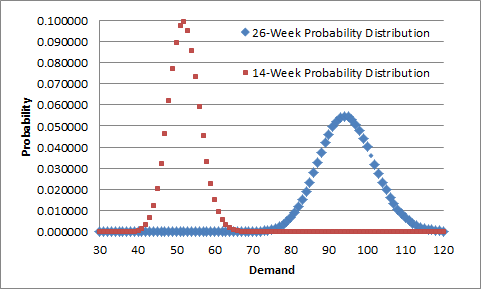 0.100000
0.090000
0.080000
0.070000
0.060000
0.050000
0.040000
0.030000
0.020000
0.010000
0.000000
Probability
26-Week Probability Distribution
14-Week Probability Distribution
30 40 50 60 70 80 90 100 110 120
Demand